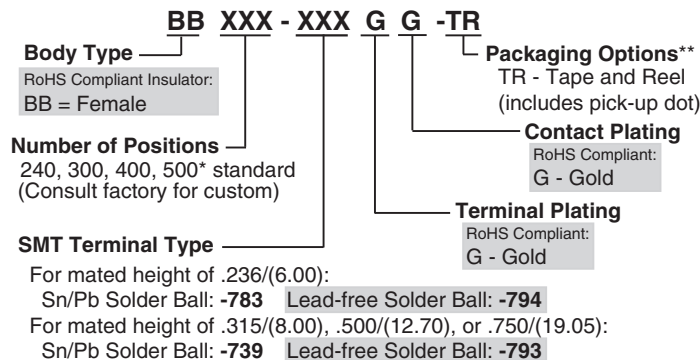 BB XXX - XXX G G -TR
Body Type
RoHS Compliant Insulator:
BB = Female
Packaging Options**
TR - Tape and Reel
(includes pick-up dot)
Number of Positions
240, 300, 400, 500* standard
(Consult factory for custom)
Contact Plating
RoHS Compliant:
G - Gold
Terminal Plating
RoHS Compliant:
G - Gold
SMT Terminal Type
For mated height of .236/(6.00):
Sn/Pb Solder Ball: -783 Lead-free Solder Ball: -794
For mated height of .315/(8.00), .500/(12.70), or .750/(19.05):
Sn/Pb Solder Ball: -739 Lead-free Solder Ball: -793